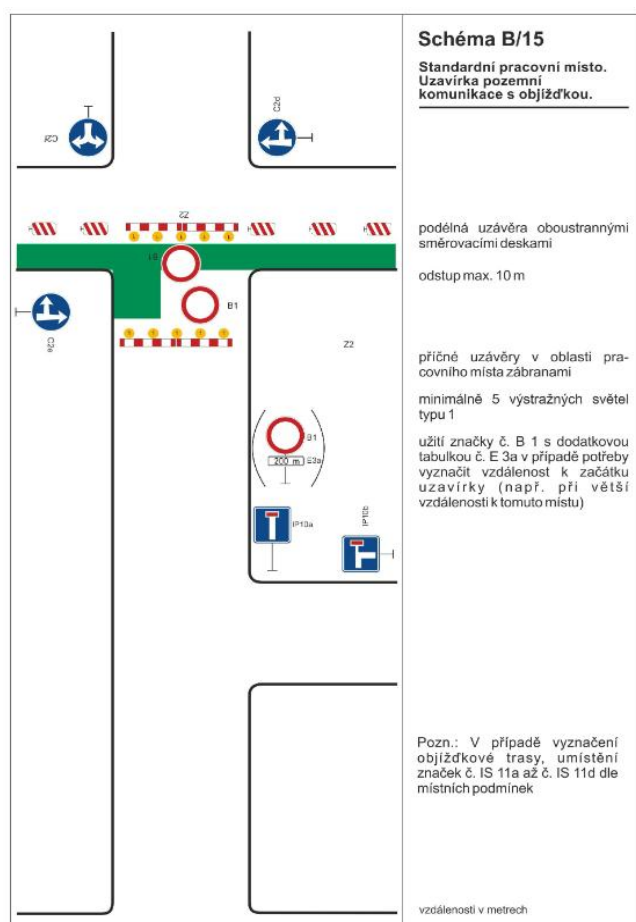 Schéma B/15
Standardní pracovní místo.
Uzavírka pozemní
komunikace s objížďkou.
C2f
C2d
Z2
podélná uzávěra oboustrannými
směrovacími deskami
B1
odstup max. 10 m
B1
C2e
Z2
příčné uzávěry v oblasti pra-
covního místa zábranami
minimálně 5 výstražných světel
typu 1
B1
užití značky č. B 1 s dodatkovou
tabulkou č. E 3a v případě potřeby
vyznačit vzdálenost k začátku
uzavírky (např. při větší
vzdálenosti k tomuto místu)
200 m E3a
IP10a
IP10b
Pozn.: V případě vyznačení
objížďkové trasy, umístění
značek č. IS 11a až č. IS 11d dle
místních podmínek
vzdálenosti v metrech